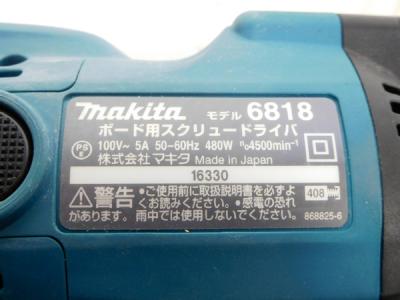 makita モデル 6818
ボード用スクリュードライバ
PS E 100V~ 5A 50-60Hz 480W n₀4500min⁻¹
株式会社マキタ Made in Japan
16330
警告 •ご使用前に取扱説明書を必ずよ
くお読みください。•感電の恐れ
があります。雨中では使用しないでください。
408
868825-6